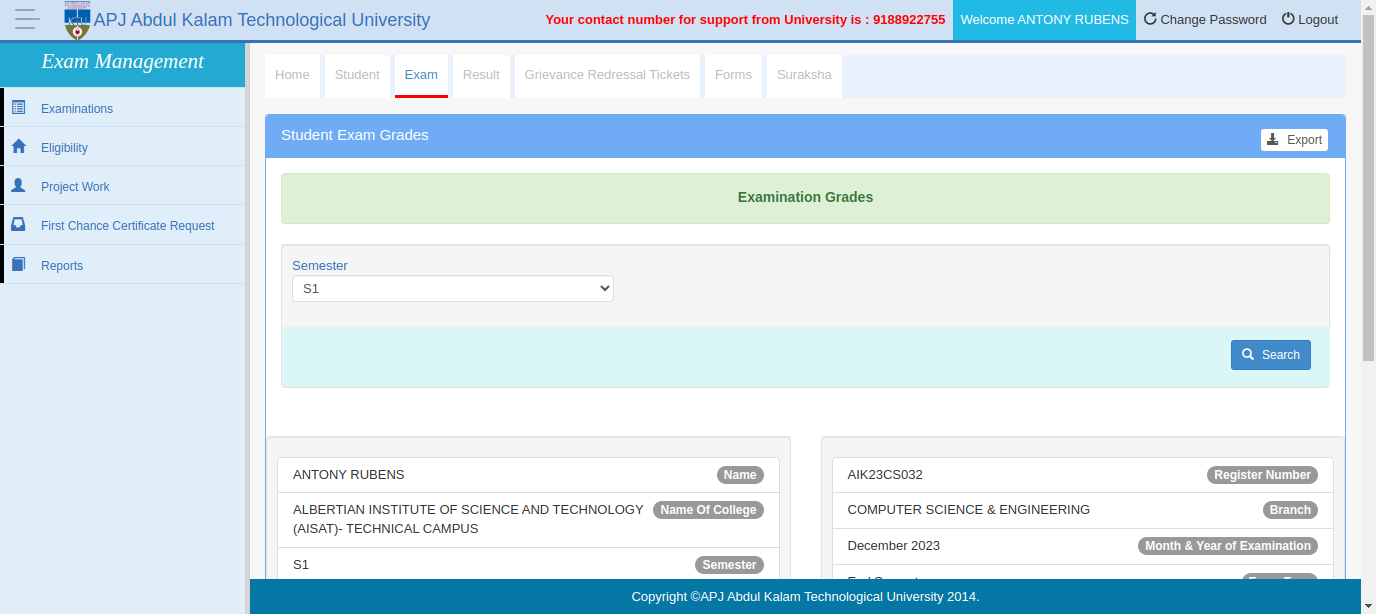 APJ Abdul Kalam Technological University
Your contact number for support from University is : 9188922755
Welcome ANTONY RUBENS
Change Password
Logout
Exam Management
Examinations
Eligibility
Project Work
First Chance Certificate Request
Reports
Home
Student
Exam
Result
Grievance Redressal Tickets
Forms
Suraksha
Student Exam Grades
Export
Examination Grades
Semester
S1
Search
ANTONY RUBENS Name
ALBERTIAN INSTITUTE OF SCIENCE AND TECHNOLOGY Name Of College
(AISAT)- TECHNICAL CAMPUS
S1 Semester
AIK23CS032 Register Number
COMPUTER SCIENCE & ENGINEERING Branch
December 2023 Month & Year of Examination
Copyright ©APJ Abdul Kalam Technological University 2014.